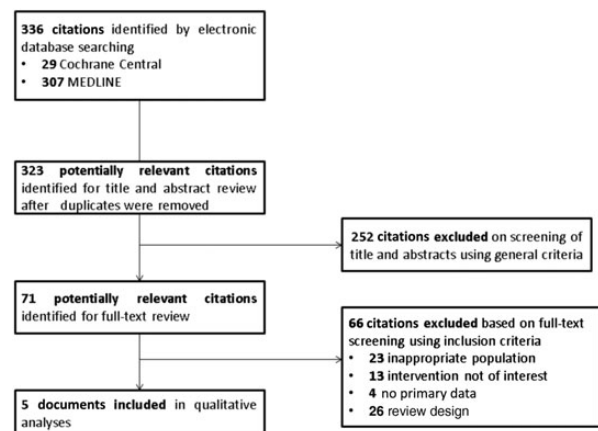 336 citations identified by electronic
database searching
• 29 Cochrane Central
• 307 MEDLINE
323 potentially relevant citations
identified for title and abstract review
after duplicates were removed
252 citations excluded on screening of
title and abstracts using general criteria
71 potentially relevant citations
identified for full-text review
66 citations excluded based on full-text
screening using inclusion criteria
• 23 inappropriate population
• 13 intervention not of interest
• 4 no primary data
• 26 review design
5 documents included in qualitative
analyses